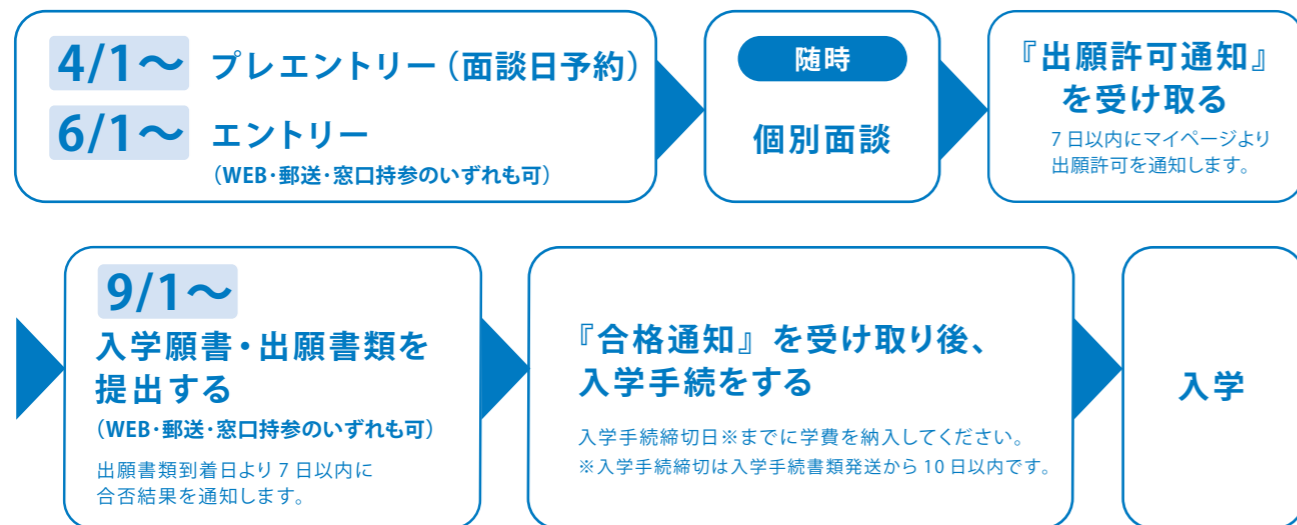 4/1～ プレエントリー（面談日予約）
6/1～ エントリー
（WEB・郵送・窓口持参のいずれも可）
随時
個別面談
『出願許可通知』
を受け取る
7日以内にマイページより
出願許可を通知します。
9/1～
入学願書・出願書類を
提出する
（WEB・郵送・窓口持参のいずれも可）
出願書類到着日より7日以内に
合否結果を通知します。
『合格通知』を受け取り後、
入学手続をする
入学手続締切日※までに学費を納入してください。
※入学手続締切は入学手続書類発送から10日以内です。
入学